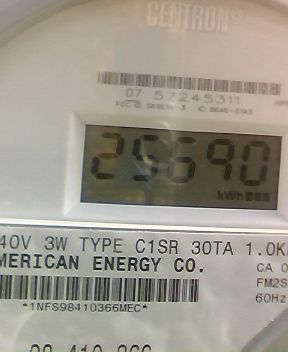 CENTRON®
07 57245311
25690
kWh
40V 3W TYPE C1SR 30TA 1.0K
MERICAN ENERGY CO.
CA 0
FM2S
60Hz
*1NFS98410366MEC*